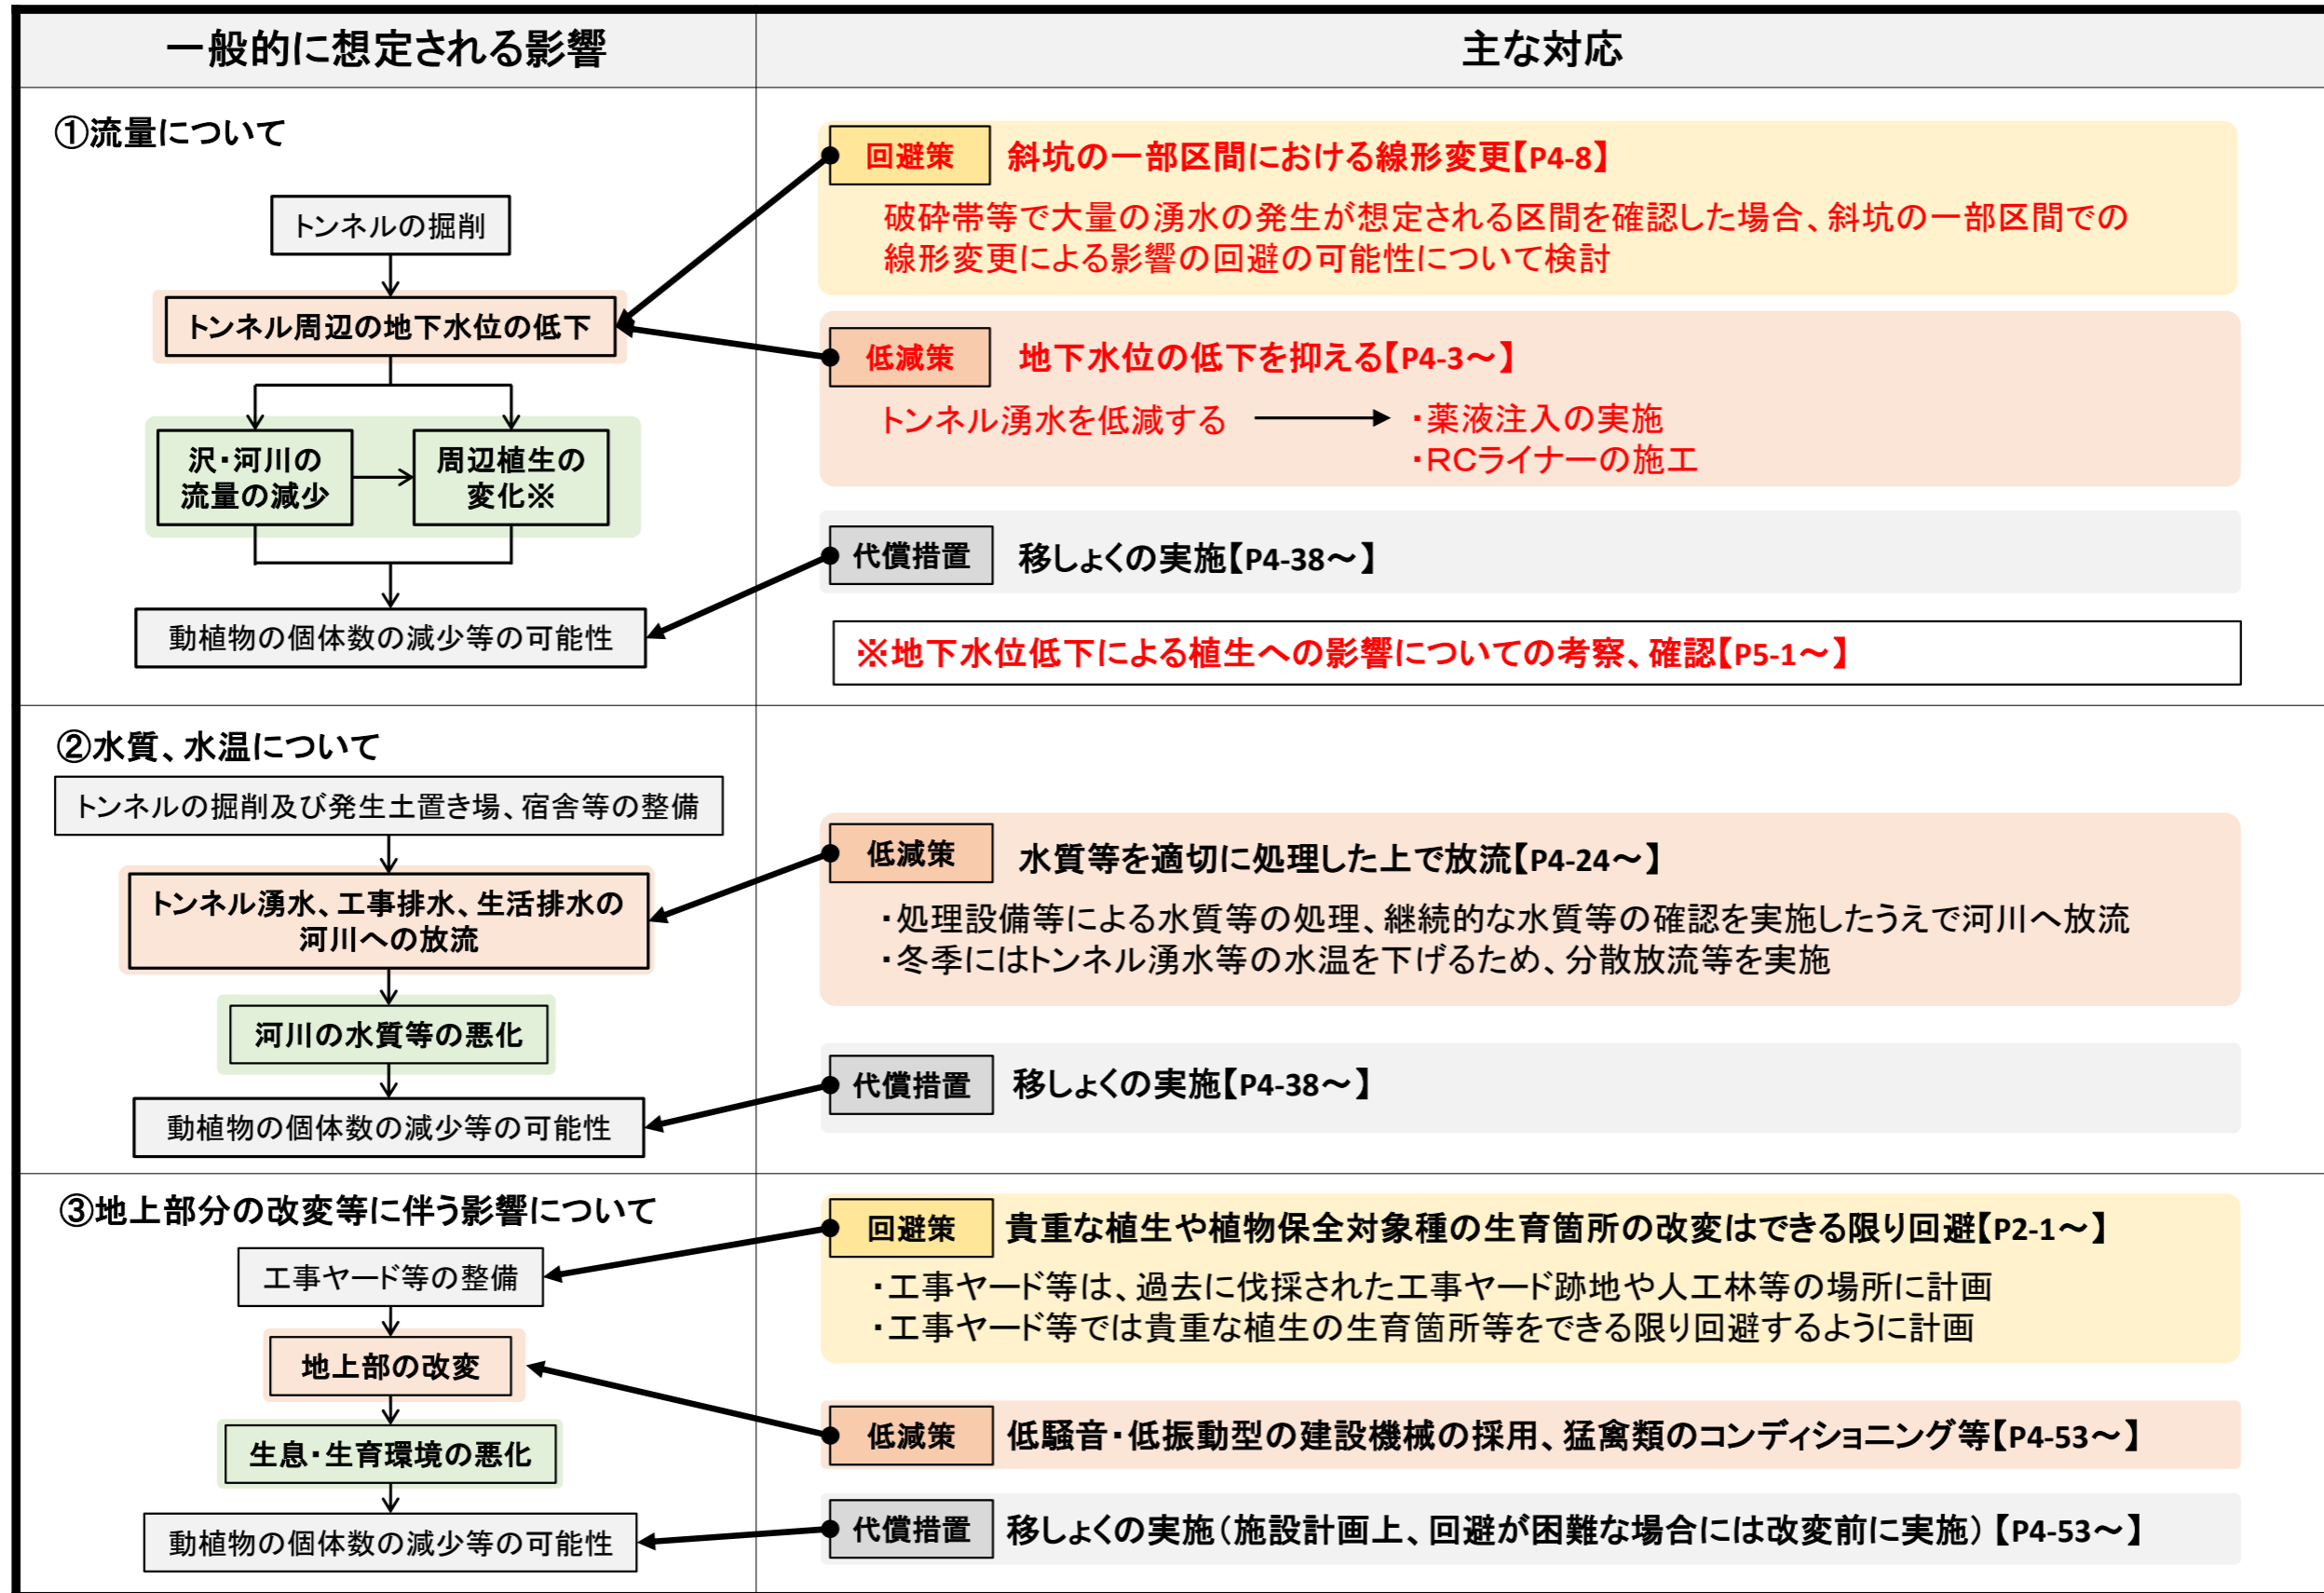 一般的に想定される影響
主な対応
①流量について
トンネルの掘削
トンネル周辺の地下水位の低下
沢・河川の
流量の減少
周辺植生の
変化※
動植物の個体数の減少等の可能性
回避策
斜坑の一部区間における線形変更【P4-8】
破砕帯等で大量の湧水の発生が想定される区間を確認した場合、斜坑の一部区間での
線形変更による影響の回避の可能性について検討
低減策
地下水位の低下を抑える【P4-3～】
トンネル湧水を低減する
・薬液注入の実施
・RCライナーの施工
代償措置
移しょくの実施【P4-38～】
※地下水位低下による植生への影響についての考察、確認【P5-1～】
②水質、水温について
トンネルの掘削及び発生土置き場、宿舎等の整備
トンネル湧水、工事排水、生活排水の
河川への放流
河川の水質等の悪化
動植物の個体数の減少等の可能性
低減策
水質等を適切に処理した上で放流【P4-24～】
・処理設備等による水質等の処理、継続的な水質等の確認を実施したうえで河川へ放流
・冬季にはトンネル湧水等の水温を下げるため、分散放流等を実施
代償措置
移しょくの実施【P4-38～】
③地上部分の改変等に伴う影響について
工事ヤード等の整備
地上部の改変
生息・生育環境の悪化
動植物の個体数の減少等の可能性
回避策
貴重な植生や植物保全対象種の生育箇所の改変はできる限り回避【P2-1～】
・工事ヤード等は、過去に伐採された工事ヤード跡地や人工林等の場所に計画
・工事ヤード等では貴重な植生の生育箇所等をできる限り回避するように計画
低減策
低騒音・低振動型の建設機械の採用、猛禽類のコンディショニング等【P4-53～】
代償措置
移しょくの実施（施設計画上、回避が困難な場合には改変前に実施）【P4-53～】